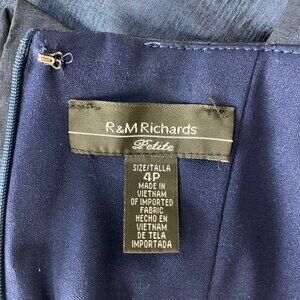 R&M Richards
Petite
SIZE/TALLA
4P
MADE IN
VIETNAM
OF IMPORTED
FABRIC
HECHO EN
VIETNAM
DE TELA
IMPORTADA